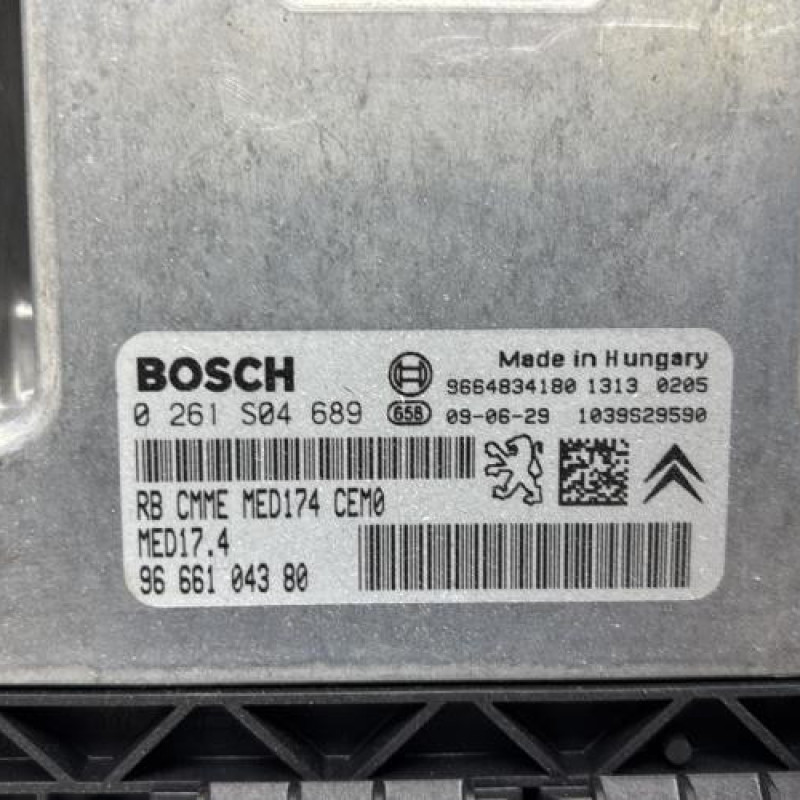 BOSCH
Made in Hungary
9664834180 1313 0205
0 261 S04 689
658 09-06-29 1039S29590
RB CMME MED174 CEM0
MED17.4
96 661 043 80